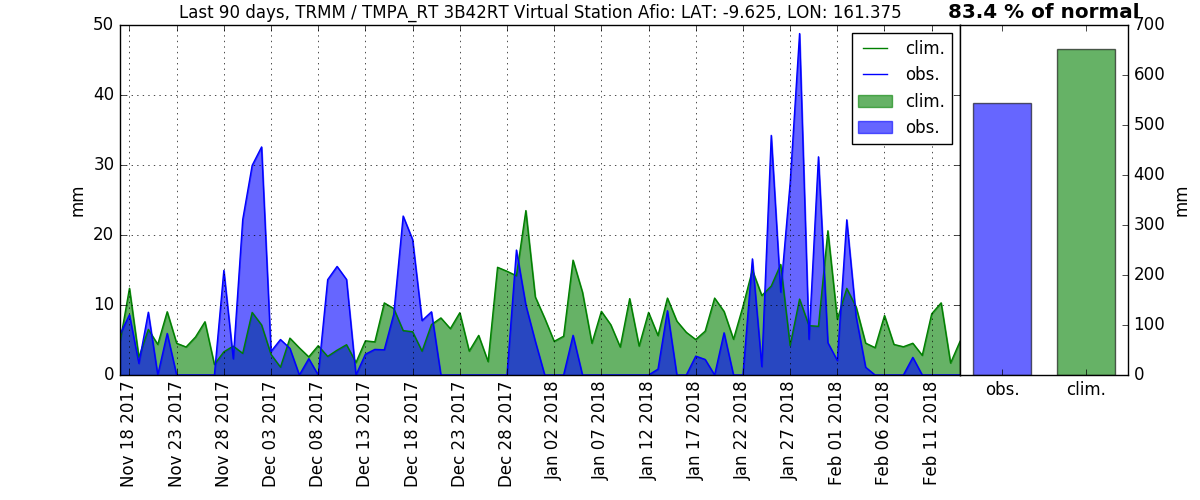 Last 90 days, TRMM / TMPA_RT 3B42RT Virtual Station Afio: LAT: -9.625, LON: 161.375
83.4 % of normal
50
40
30
20
10
0
mm
clim.
obs.
clim.
obs.
700
600
500
400
300
200
100
0
mm
obs.
clim.
Nov 18 2017
Nov 23 2017
Nov 28 2017
Dec 03 2017
Dec 08 2017
Dec 13 2017
Dec 18 2017
Dec 23 2017
Dec 28 2017
Jan 02 2018
Jan 07 2018
Jan 12 2018
Jan 17 2018
Jan 22 2018
Jan 27 2018
Feb 01 2018
Feb 06 2018
Feb 11 2018